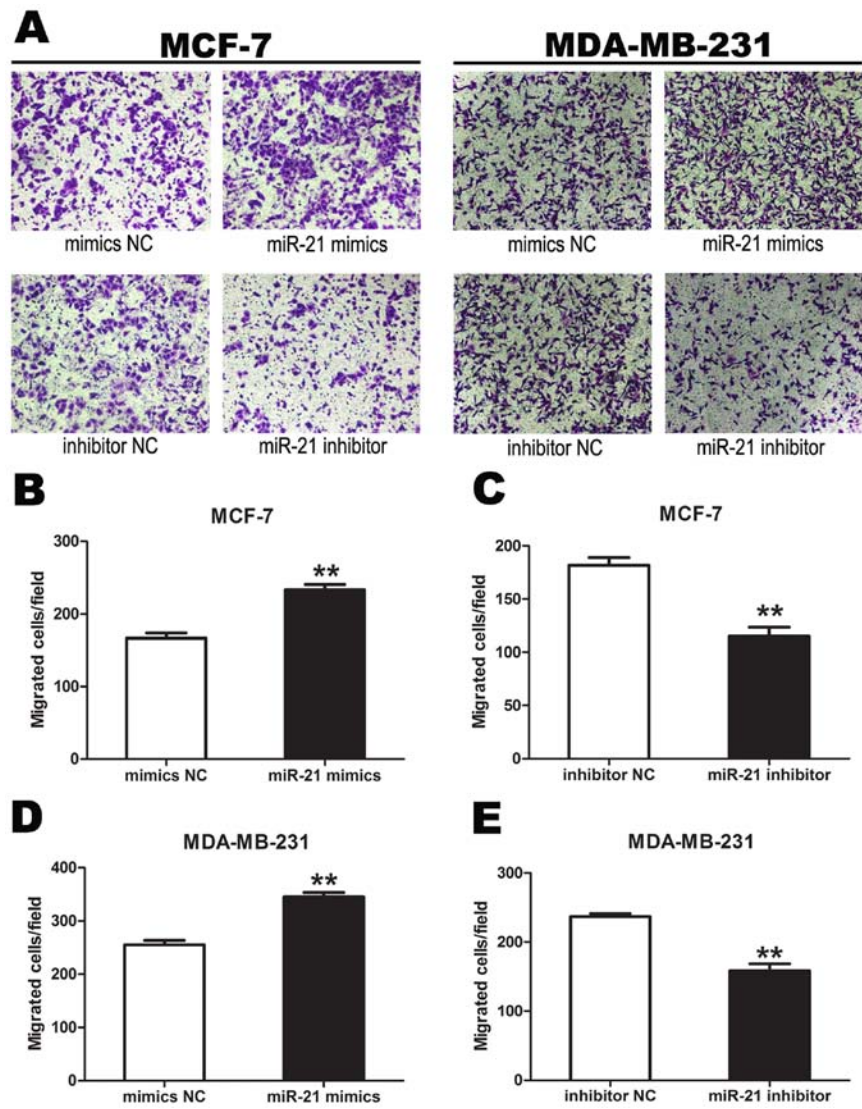 A
MCF-7 MDA-MB-231
mimics NC miR-21 mimics mimics NC miR-21 mimics
inhibitor NC miR-21 inhibitor inhibitor NC miR-21 inhibitor
B
MCF-7
Migrated cells/field
300
200
100
0
**
mimics NC miR-21 mimics
C
MCF-7
Migrated cells/field
200
150
100
50
0
**
inhibitor NC miR-21 inhibitor
D
MDA-MB-231
Migrated cells/field
400
300
200
100
0
**
mimics NC miR-21 mimics
E
MDA-MB-231
Migrated cells/field
300
200
100
0
**
inhibitor NC miR-21 inhibitor